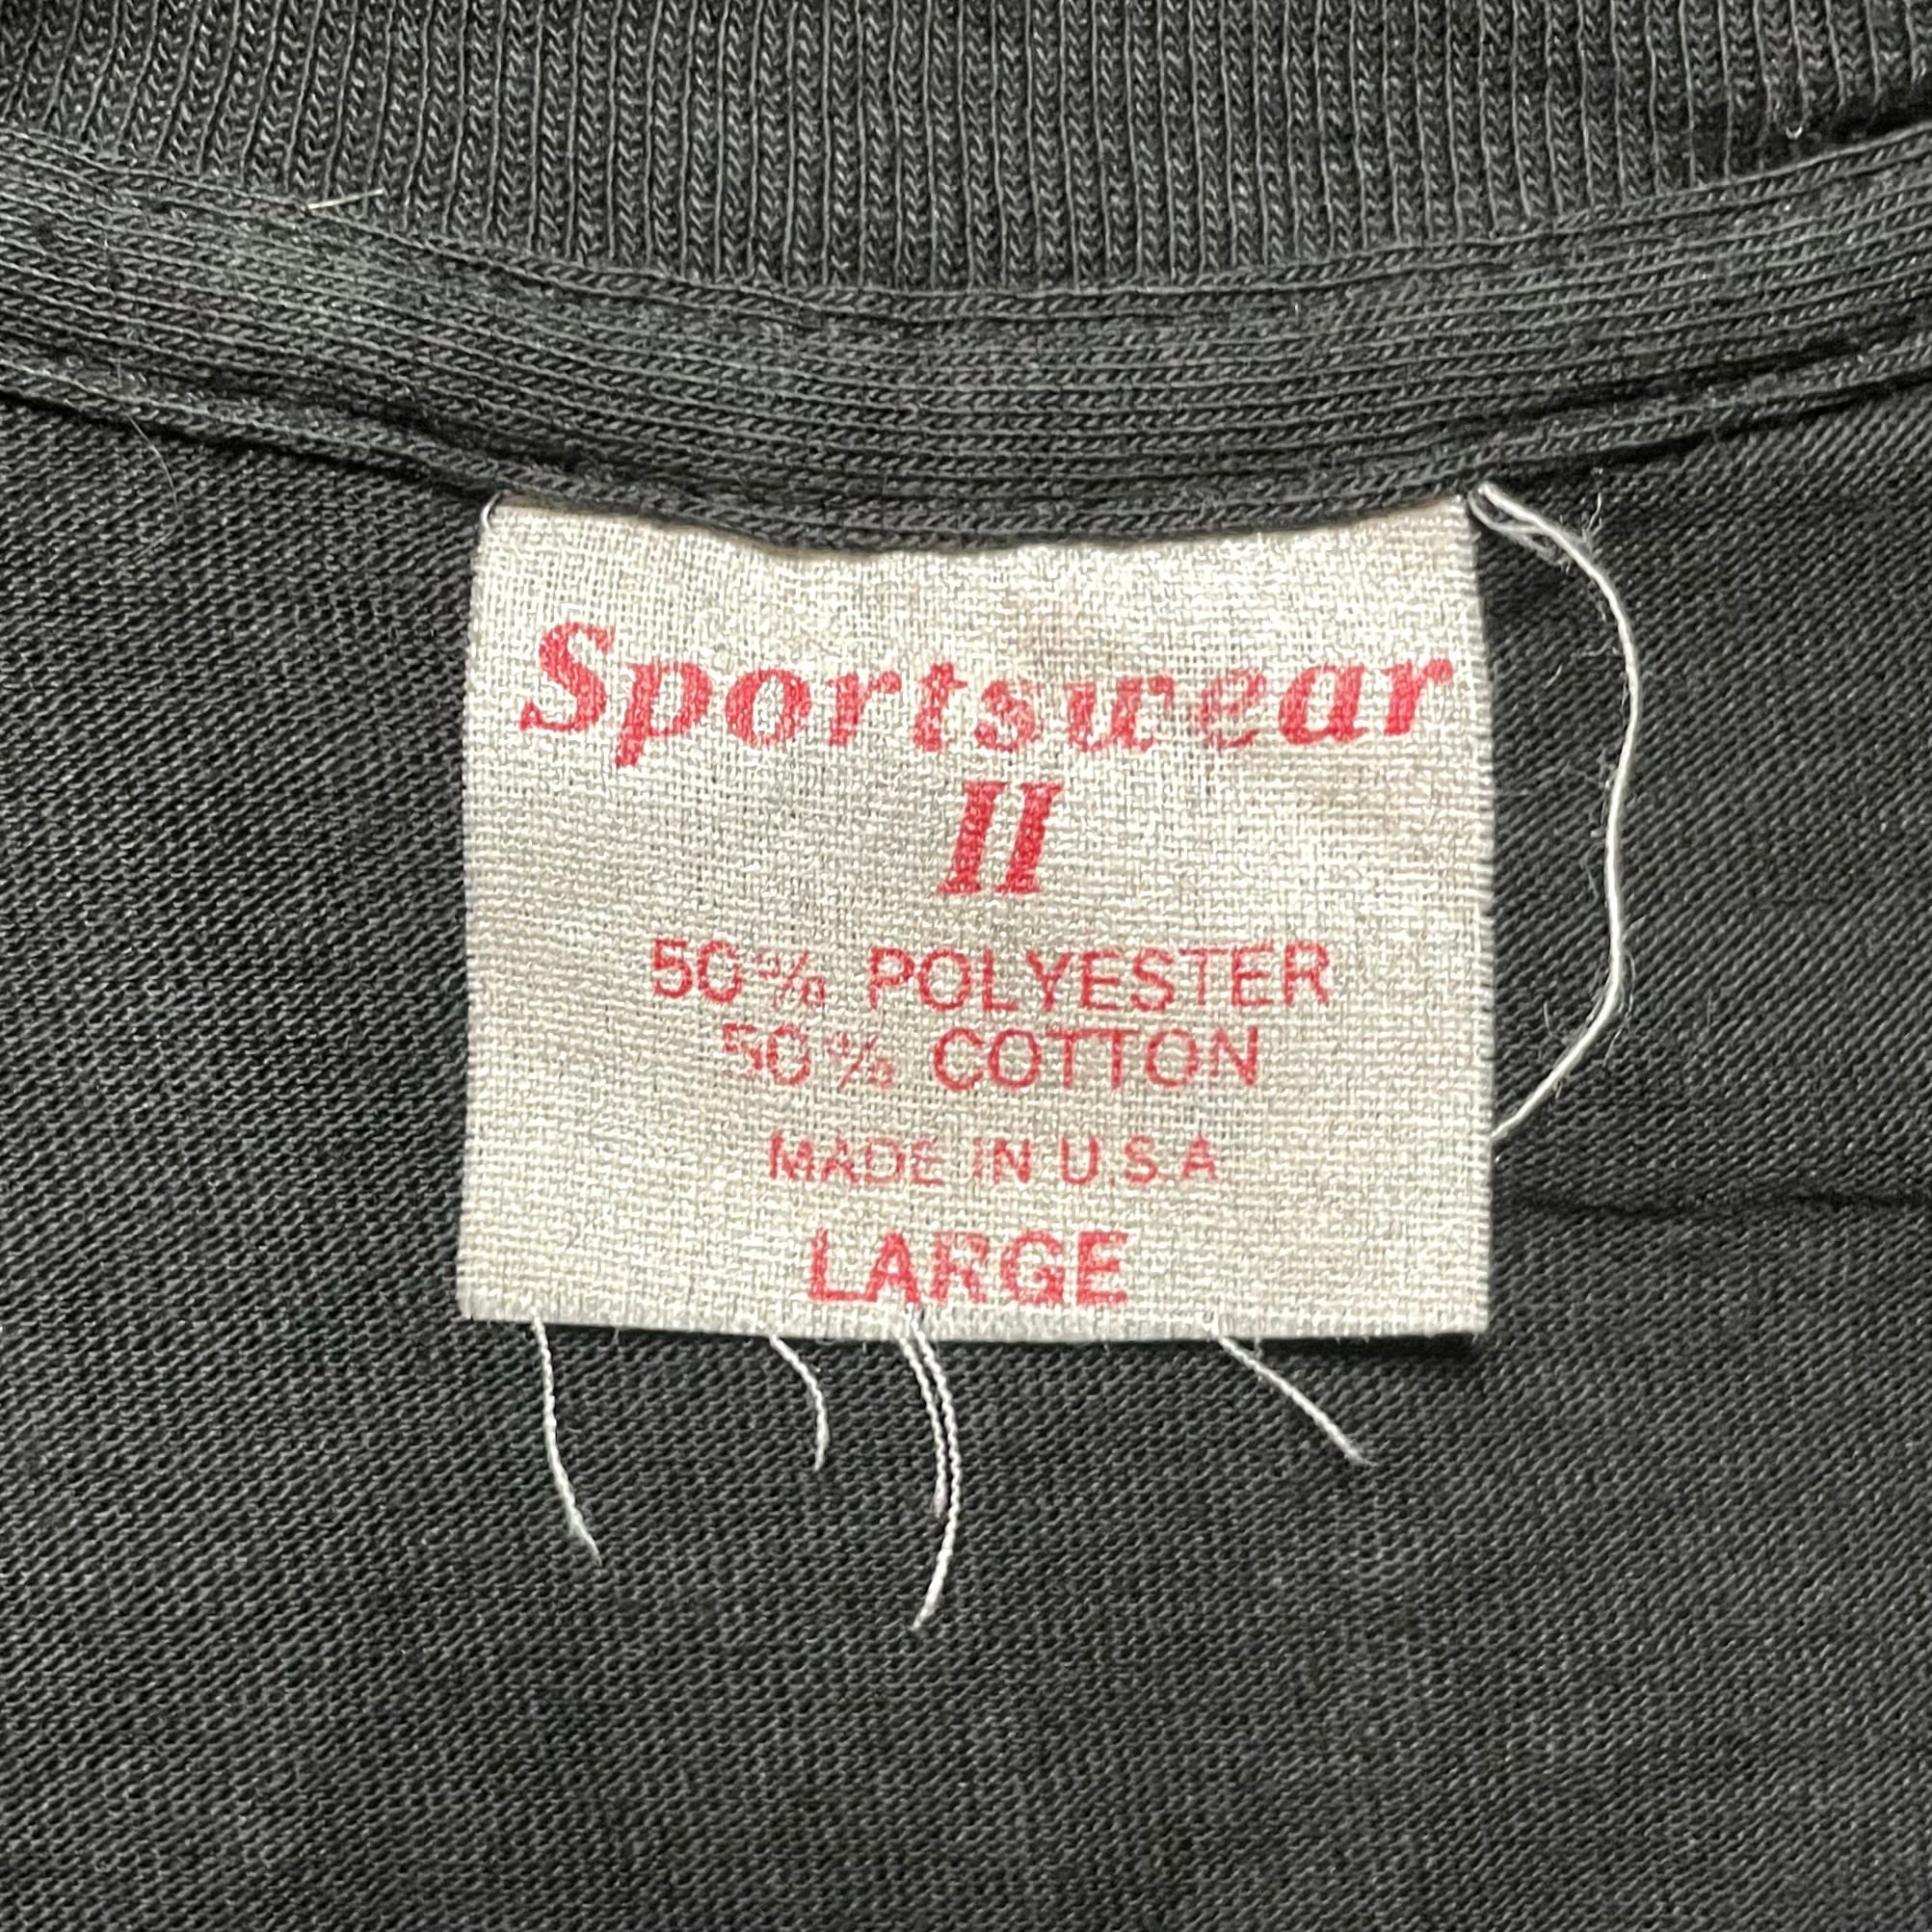 Sportswear
II
50% POLYESTER
50% COTTON
MADE IN U.S.A
LARGE